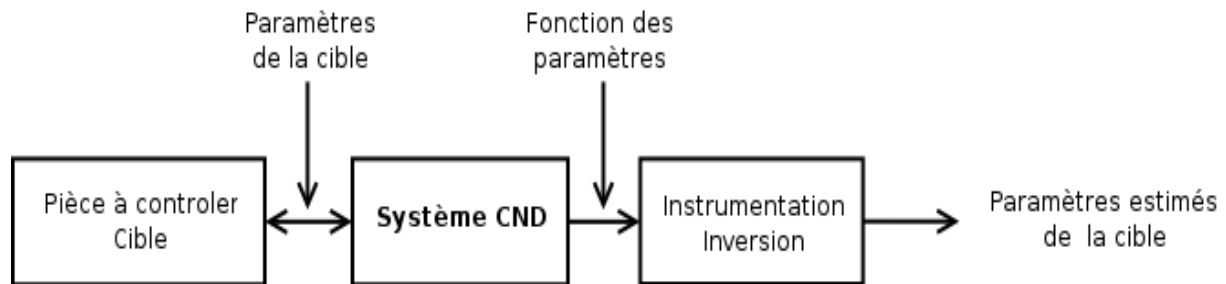 Paramètres
de la cible
Fonction des
paramètres
Pièce à controler
Cible
Système CND
Instrumentation
Inversion
Paramètres estimés
de la cible